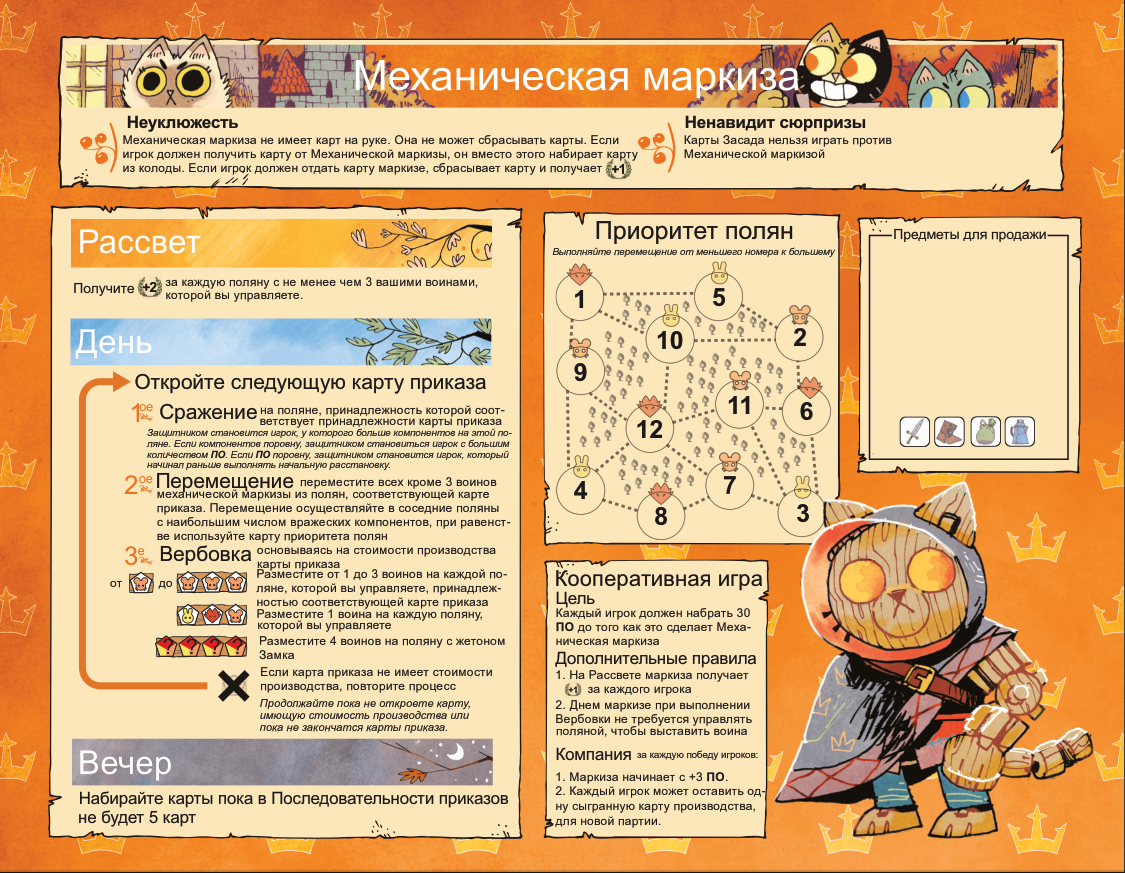 Механическая маркиза
Неуклюжесть
Механическая маркиза не имеет карт на руке. Она не может сбрасывать карты. Если
игрок должен получить карту от Механической маркизы, он вместо этого набирает карту
из колоды. Если игрок должен отдать карту маркизе, сбрасывает карту и получает +1
Ненавидит сюрпризы
Карты Засада нельзя играть против
Механической маркизой
Рассвет
Получите +2 за каждую поляну с не менее чем 3 вашими воинами,
которой вы управляете.
День
Откройте следующую карту приказа
1ое Сражение на поляне, принадлежность которой соот-
ветствует принадлежности карты приказа
Защитником становится игрок, у которого больше компонентов на этой по-
ляне. Если компонентов поровну, защитником становиться игрок с большим
количеством ПО. Если ПО поровну, защитником становится игрок, который
начинал раньше выполнять начальную расстановку.
2ое Перемещение переместите всех кроме 3 воинов
механической маркизы из полян, соответствующей карте
приказа. Перемещение осуществляйте в соседние поляны
с наибольшим числом вражеских компонентов, при равенст-
ве используйте карту приоритета полян
3е Вербовка основываясь на стоимости производства
карты приказа
от до Разместите от 1 до 3 воинов на каждой по-
ляне, которой вы управляете, принадлеж-
ностью соответствующей карте приказа
Разместите 1 воина на каждую поляну,
которой вы управляете
? ? ? ? Разместите 4 воинов на поляну с жетоном
Замка
Если карта приказа не имеет стоимости
производства, повторите процесс
Продолжайте пока не откроете карту,
имеющую стоимость производства или
пока не закончатся карты приказа.
Вечер
Набирайте карты пока в Последовательности приказов
не будет 5 карт
Приоритет полян
Выполняйте перемещение от меньшего номера к большему
1
5
10
2
9
11
6
12
4
7
8
3
Предметы для продажи
Кооперативная игра
Цель
Каждый игрок должен набрать 30
ПО до того как это сделает Меха-
ническая маркиза
Дополнительные правила
1. На Рассвете маркиза получает
+1 за каждого игрока
2. Днем маркизе при выполнении
Вербовки не требуется управлять
поляной, чтобы выставить воина
Компания за каждую победу игроков:
1. Маркиза начинает с +3 ПО.
2. Каждый игрок может оставить од-
ну сыгранную карту производства,
для новой партии.